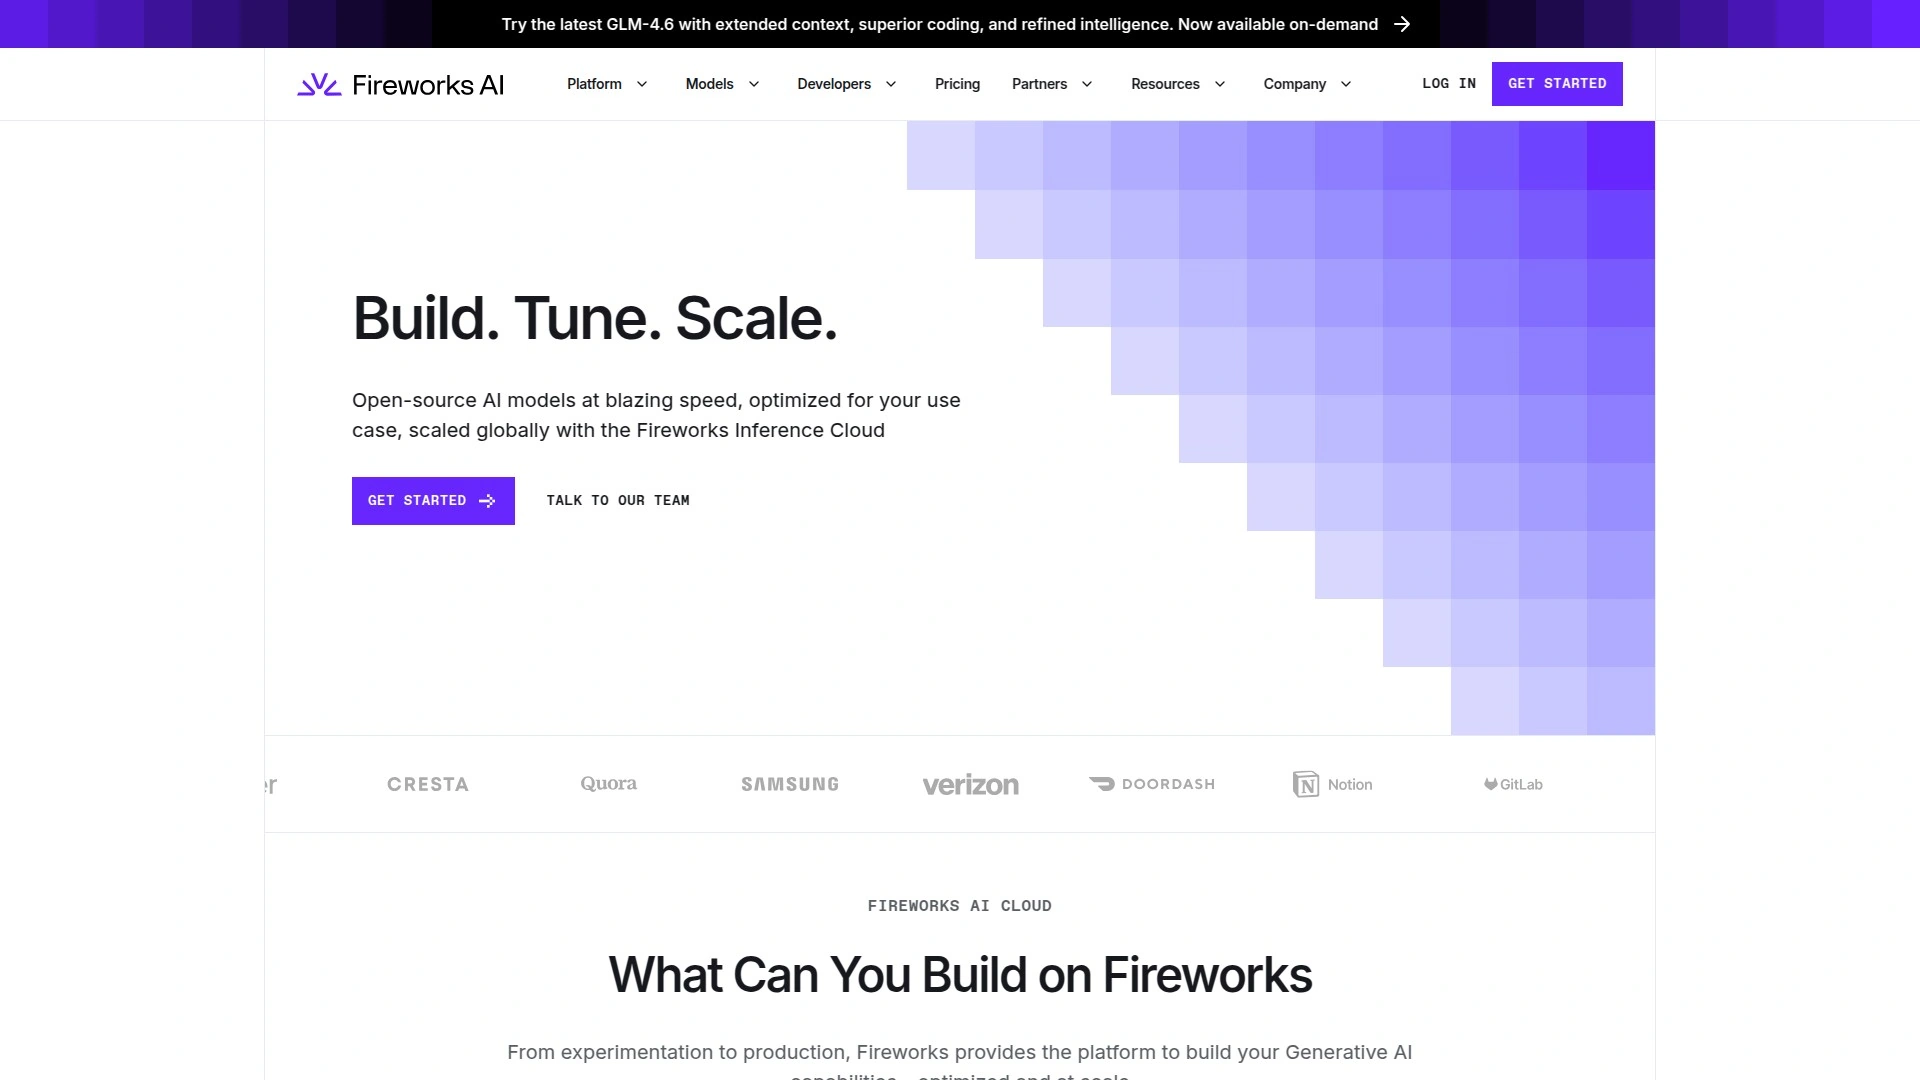 Try the latest GLM-4.6 with extended context, superior coding, and refined intelligence. Now available on-demand
Fireworks AI
Platform
Models
Developers
Pricing
Partners
Resources
Company
LOG IN
GET STARTED
Build. Tune. Scale.
Open-source AI models at blazing speed, optimized for your use
case, scaled globally with the Fireworks Inference Cloud
GET STARTED
TALK TO OUR TEAM
er
CRESTA
Quora
SAMSUNG
verizon
DOORDASH
Notion
GitLab
FIREWORKS AI CLOUD
What Can You Build on Fireworks
From experimentation to production, Fireworks provides the platform to build your Generative AI